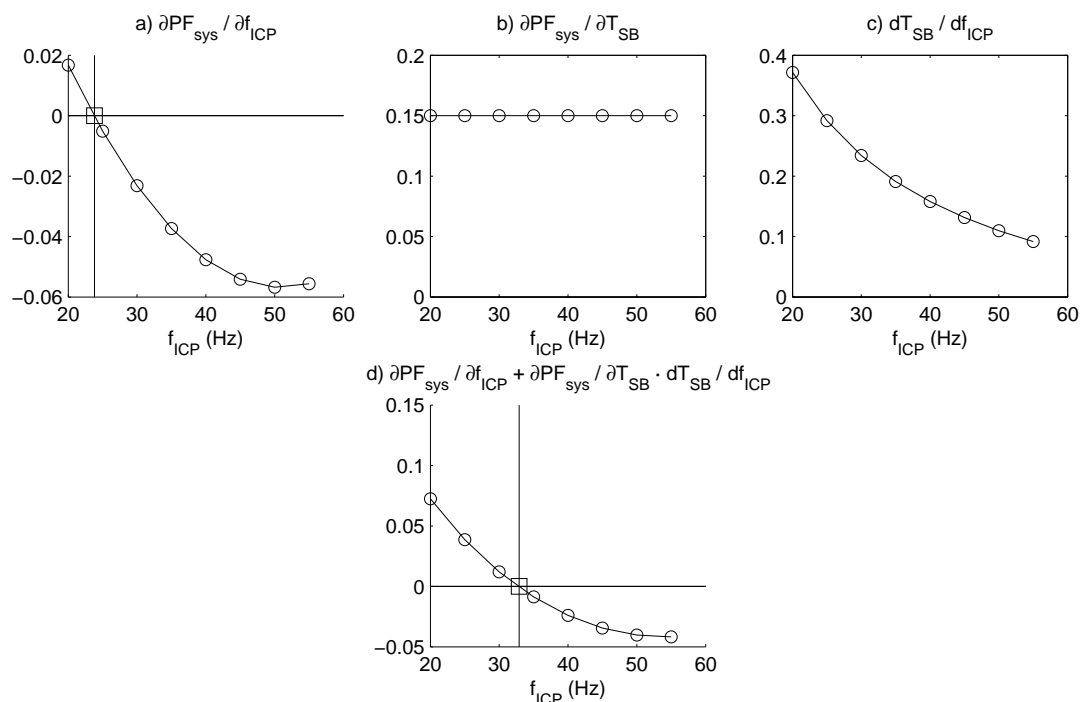 a) ∂PF_sys / ∂f_ICP
b) ∂PF_sys / ∂T_SB
c) dT_SB / df_ICP
0.02
0
−0.02
−0.04
−0.06
20 30 40 50 60
f_ICP (Hz)
0.2
0.15
0.1
0.05
0
20 30 40 50 60
f_ICP (Hz)
0.4
0.3
0.2
0.1
0
20 30 40 50 60
f_ICP (Hz)
d) ∂PF_sys / ∂f_ICP + ∂PF_sys / ∂T_SB · dT_SB / df_ICP
0.15
0.1
0.05
0
−0.05
20 30 40 50 60
f_ICP (Hz)